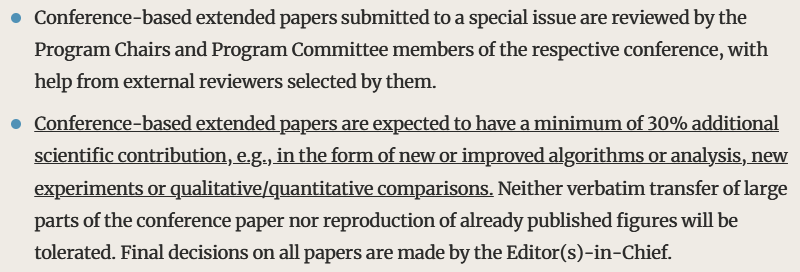 Conference-based extended papers submitted to a special issue are reviewed by the
Program Chairs and Program Committee members of the respective conference, with
help from external reviewers selected by them.
Conference-based extended papers are expected to have a minimum of 30% additional
scientific contribution, e.g., in the form of new or improved algorithms or analysis, new
experiments or qualitative/quantitative comparisons. Neither verbatim transfer of large
parts of the conference paper nor reproduction of already published figures will be
tolerated. Final decisions on all papers are made by the Editor(s)-in-Chief.